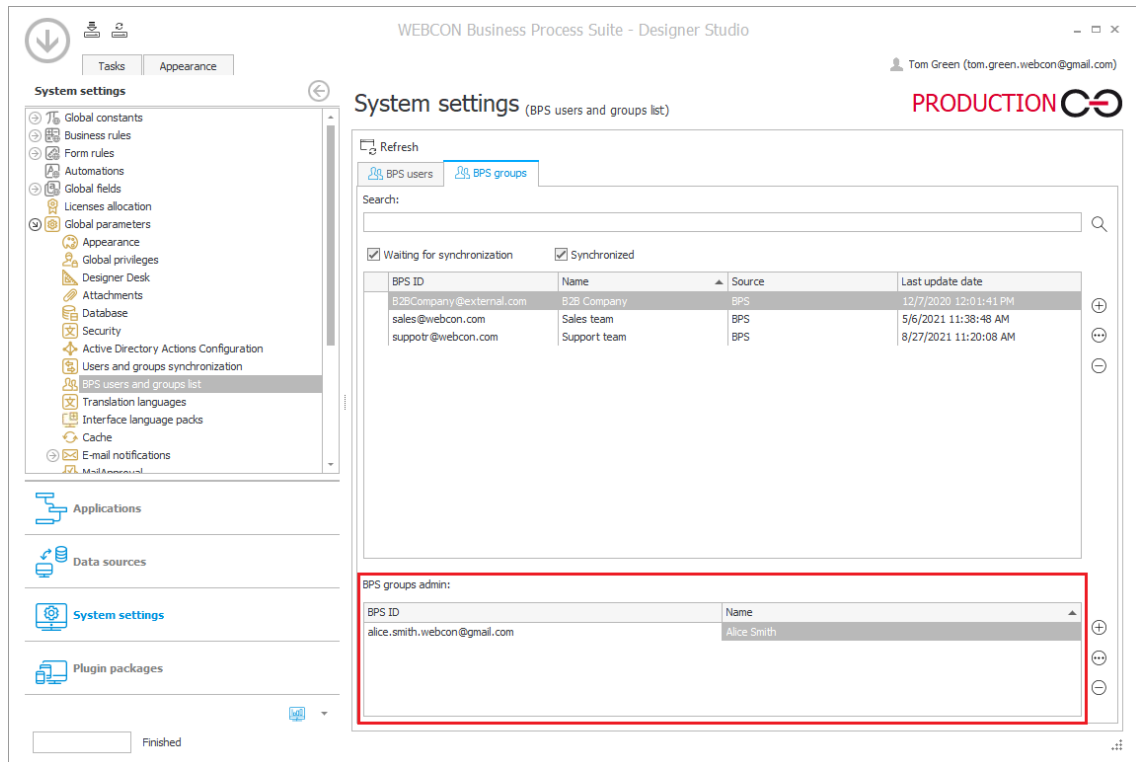 WEBCON Business Process Suite - Designer Studio
Tasks Appearance
Tom Green (tom.green.webcon@gmail.com)
System settings
Global constants
Business rules
Form rules
Automations
Global fields
Licenses allocation
Global parameters
Appearance
Global privileges
Designer Desk
Attachments
Database
Security
Active Directory Actions Configuration
Users and groups synchronization
BPS users and groups list
Translation languages
Interface language packs
Cache
E-mail notifications
MailApproval
Applications
Data sources
System settings
Plugin packages
Finished
System settings (BPS users and groups list)
PRODUCTION
Refresh
BPS users BPS groups
Search:
Waiting for synchronization Synchronized
BPS ID Name Source Last update date
B2BCompany@external.com B2B Company BPS 12/7/2020 12:01:41 PM
sales@webcon.com Sales team BPS 5/6/2021 11:38:48 AM
suppotr@webcon.com Support team BPS 8/27/2021 11:20:08 AM
BPS groups admin:
BPS ID Name
alice.smith.webcon@gmail.com Alice Smith